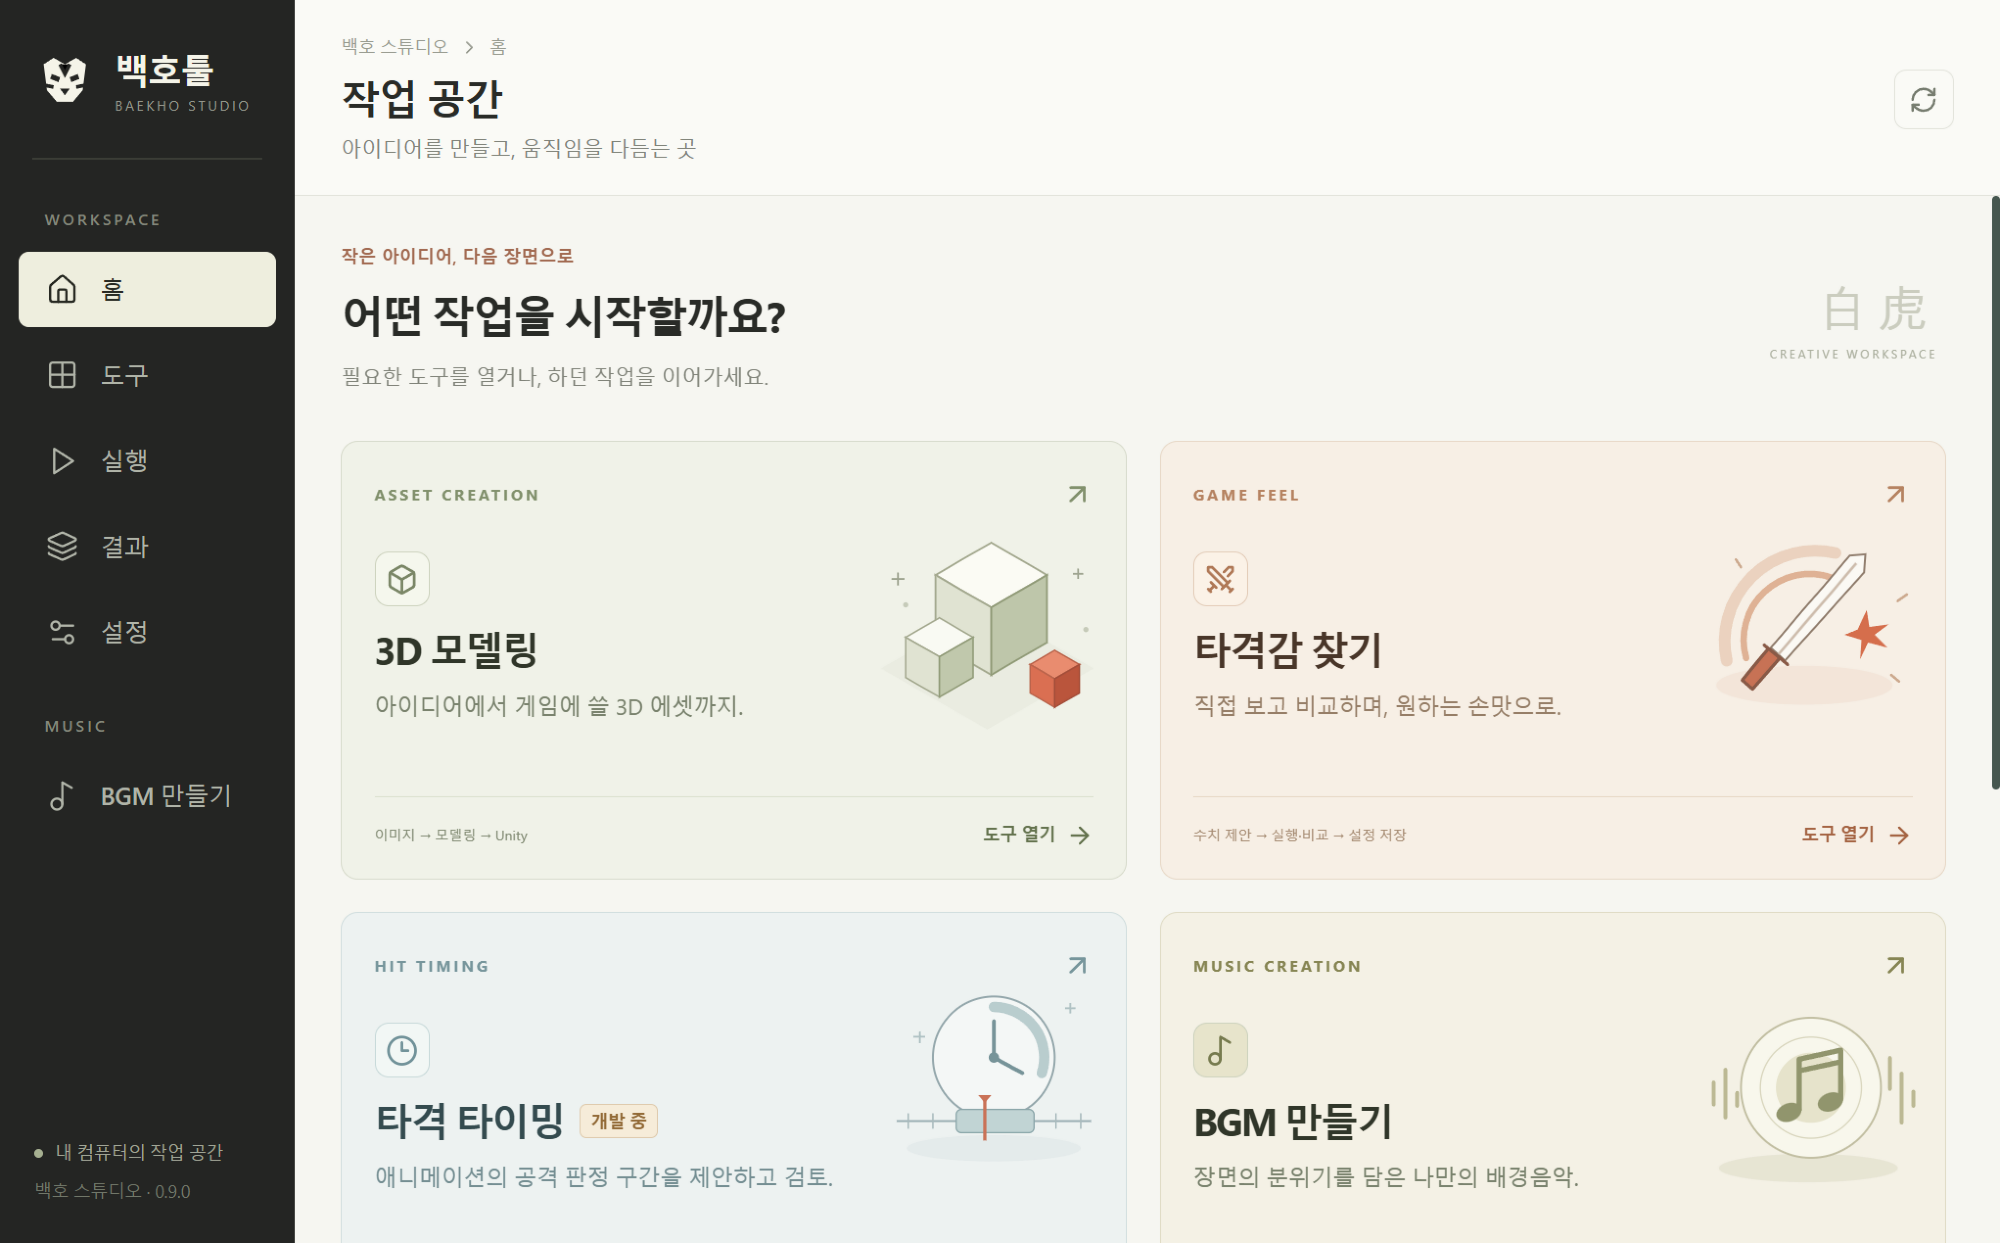 백호툴
BAEKHO STUDIO
WORKSPACE
홈
도구
실행
결과
설정
MUSIC
BGM 만들기
내 컴퓨터의 작업 공간
백호 스튜디오 · 0.9.0
백호 스튜디오 > 홈
작업 공간
아이디어를 만들고, 움직임을 다듬는 곳
작은 아이디어, 다음 장면으로
어떤 작업을 시작할까요?
필요한 도구를 열거나, 하던 작업을 이어가세요.
白虎
CREATIVE WORKSPACE
ASSET CREATION
3D 모델링
아이디어에서 게임에 쓸 3D 에셋까지.
이미지 → 모델링 → Unity
도구 열기
GAME FEEL
타격감 찾기
직접 보고 비교하며, 원하는 손맛으로.
수치 제안 → 실행·비교 → 설정 저장
도구 열기
HIT TIMING
타격 타이밍 개발 중
애니메이션의 공격 판정 구간을 제안하고 검토.
MUSIC CREATION
BGM 만들기
장면의 분위기를 담은 나만의 배경음악.